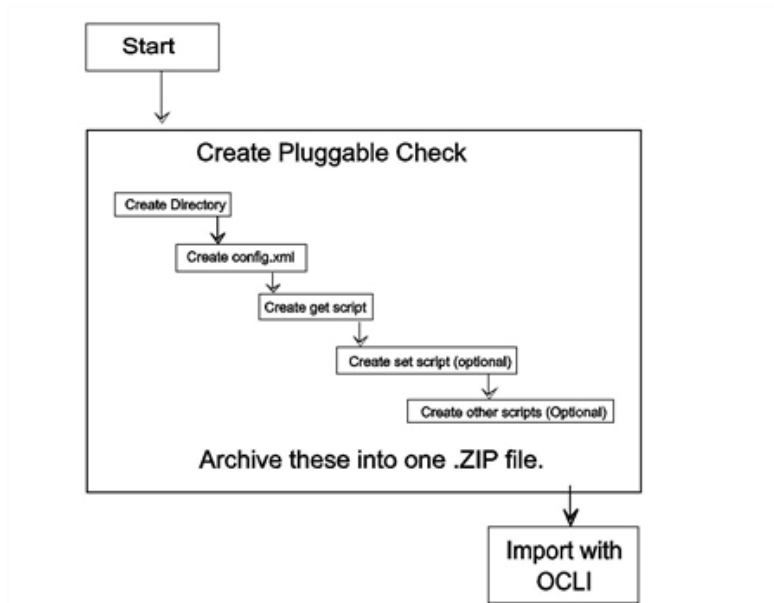 Start
Create Pluggable Check
Create Directory
Create config.xml
Create get script
Create set script (optional)
Create other scripts (Optional)
Archive these into one .ZIP file.
Import with
OCLI